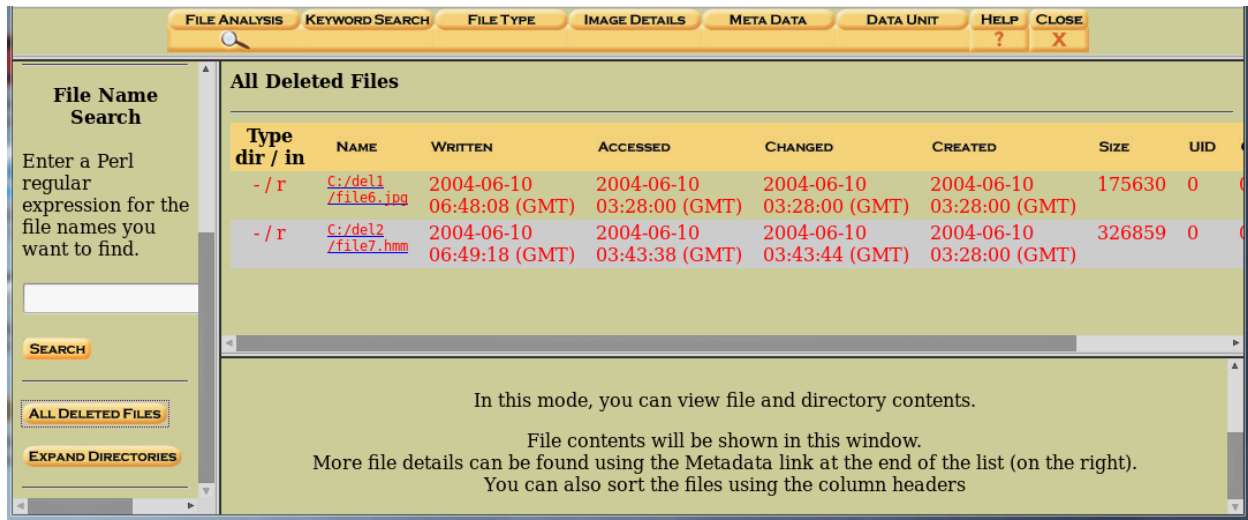 FILE ANALYSIS KEYWORD SEARCH FILE TYPE IMAGE DETAILS META DATA DATA UNIT HELP CLOSE
? X
File Name
Search
Enter a Perl
regular
expression for the
file names you
want to find.
SEARCH
ALL DELETED FILES
EXPAND DIRECTORIES
All Deleted Files
Type
dir / in
NAME WRITTEN ACCESSED CHANGED CREATED SIZE UID
- / r C:/del1 2004-06-10 2004-06-10 2004-06-10 2004-06-10 175630 0
/file6.jpg 06:48:08 (GMT) 03:28:00 (GMT) 03:28:00 (GMT) 03:28:00 (GMT)
- / r C:/del2 2004-06-10 2004-06-10 2004-06-10 2004-06-10 326859 0
/file7.hmm 06:49:18 (GMT) 03:43:38 (GMT) 03:43:44 (GMT) 03:28:00 (GMT)
In this mode, you can view file and directory contents.
File contents will be shown in this window.
More file details can be found using the Metadata link at the end of the list (on the right).
You can also sort the files using the column headers